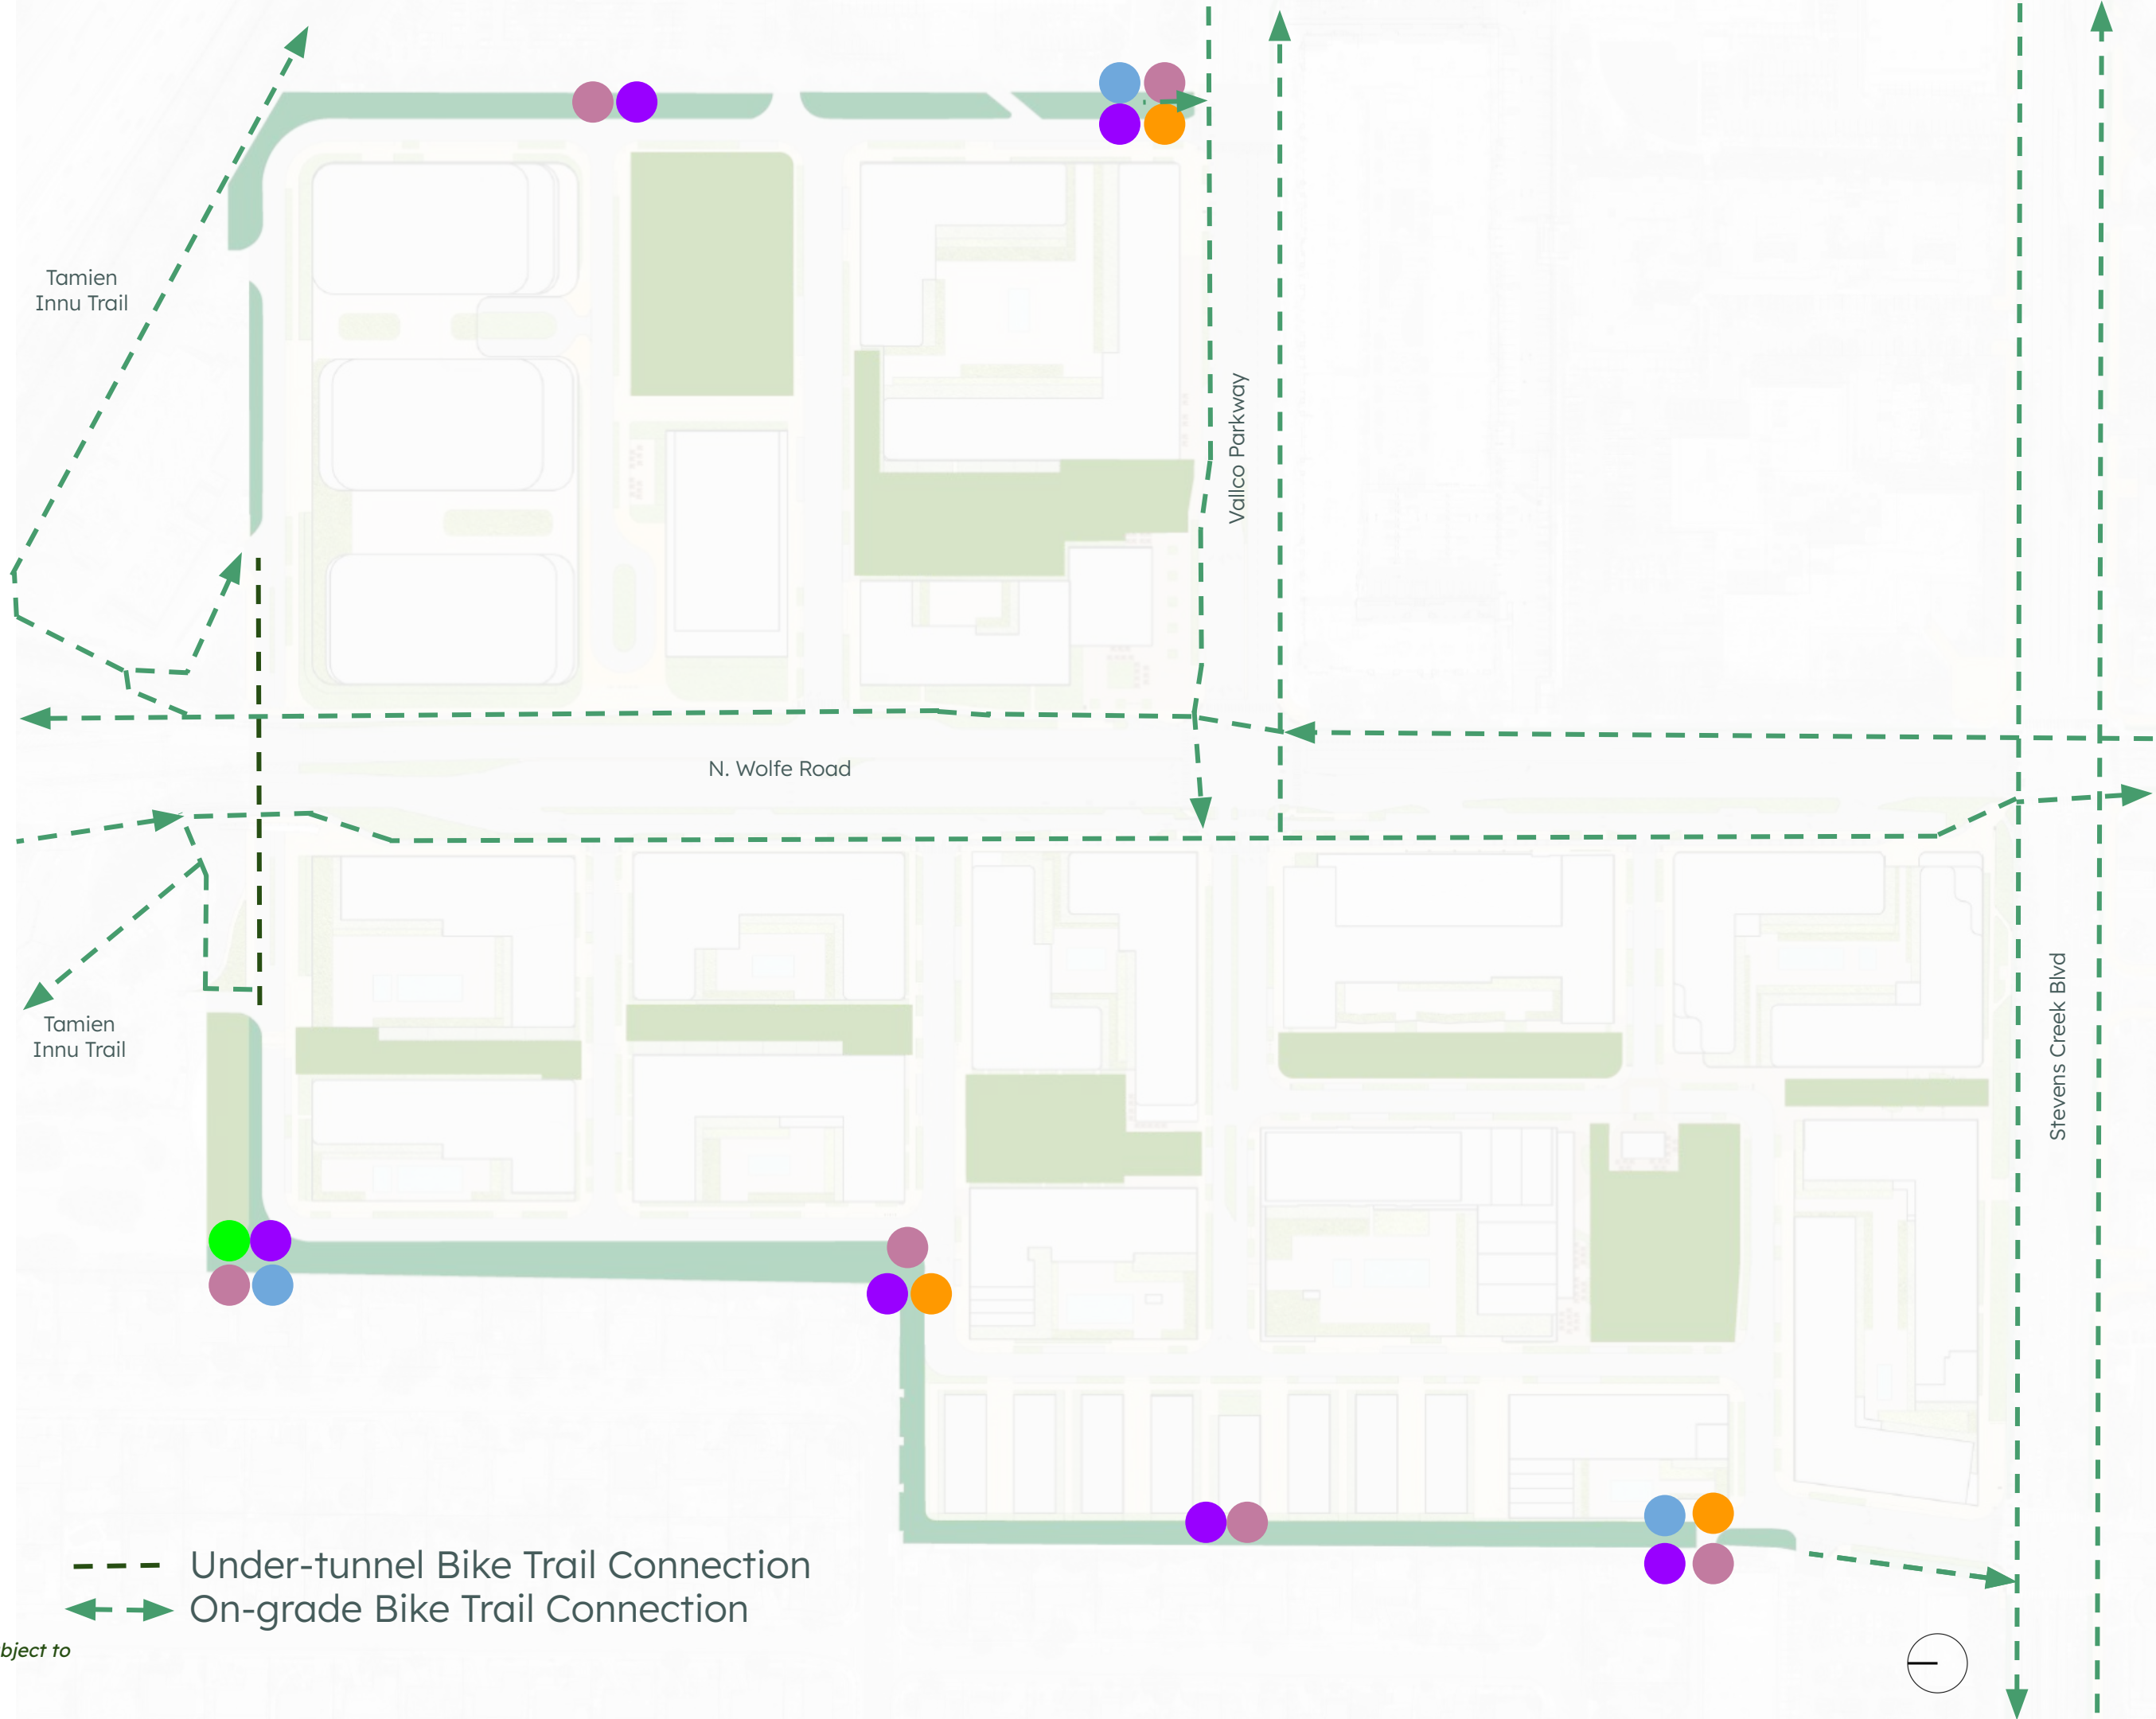 Tamien
Innu Trail
Vallco Parkway
N. Wolfe Road
Tamien
Innu Trail
Stevens Creek Blvd
Under-tunnel Bike Trail Connection
On-grade Bike Trail Connection
bject to